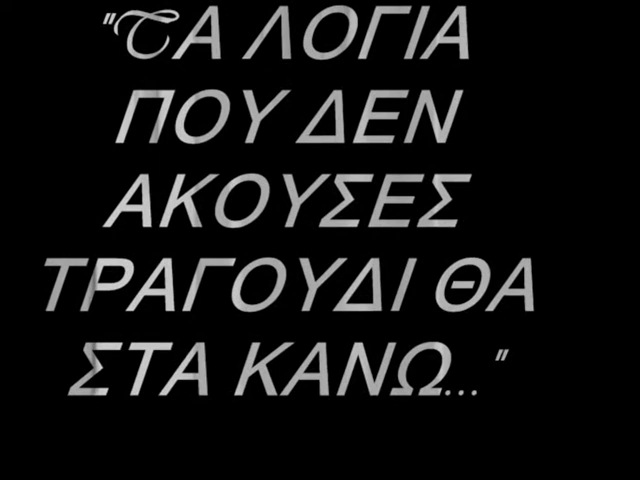 "ΤΑ ΛΟΓΙΑ
ΠΟΥ ΔΕΝ
ΑΚΟΥΣΕΣ
ΤΡΑΓΟΥΔΙ ΘΑ
ΣΤΑ ΚΑΝΩ..."